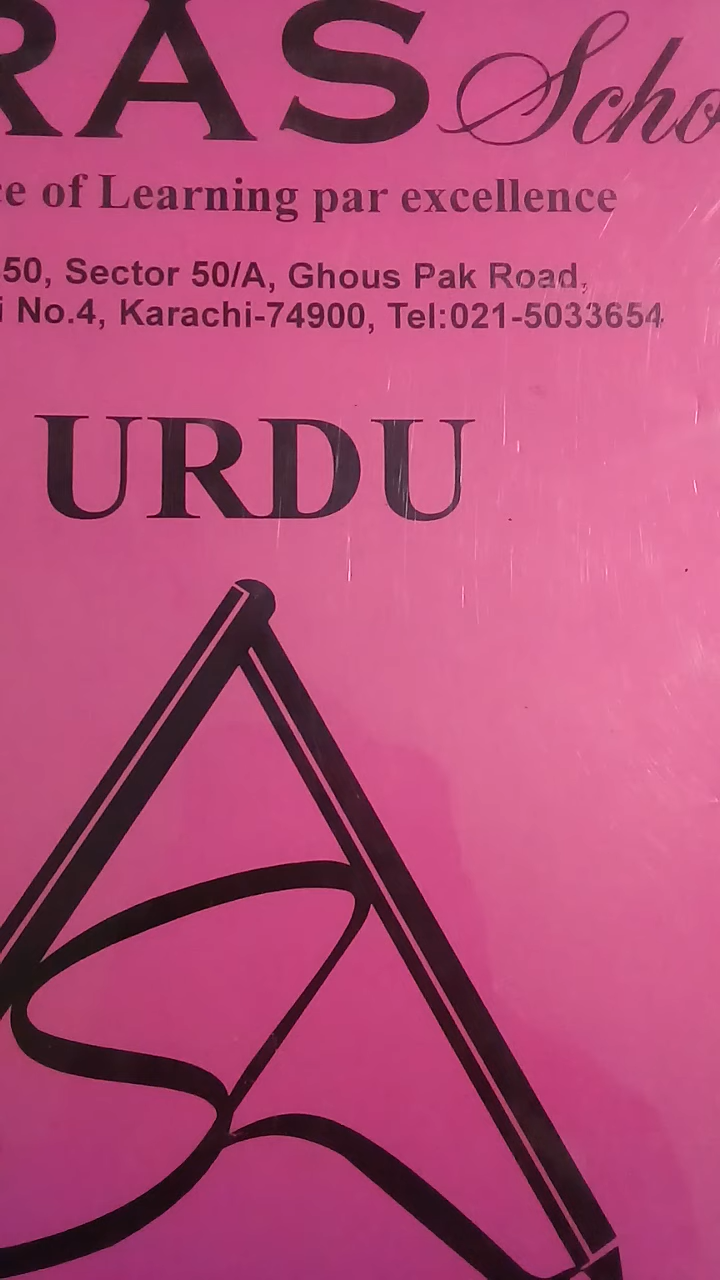 RAS Scho
ce of Learning par excellence
50, Sector 50/A, Ghous Pak Road,
i No.4, Karachi-74900, Tel:021-5033654
URDU